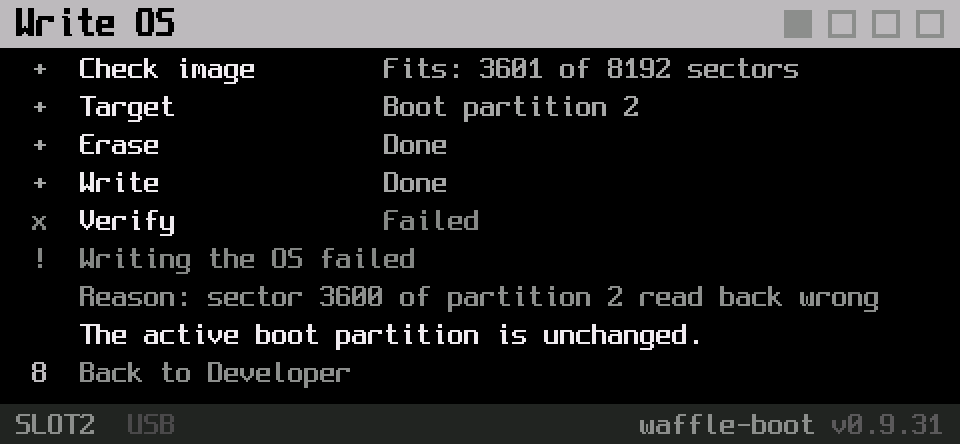 Write OS
+ Check image Fits: 3601 of 8192 sectors
+ Target Boot partition 2
+ Erase Done
+ Write Done
x Verify Failed
! Writing the OS failed
Reason: sector 3600 of partition 2 read back wrong
The active boot partition is unchanged.
8 Back to Developer
SLOT2 USB waffle-boot v0.9.31